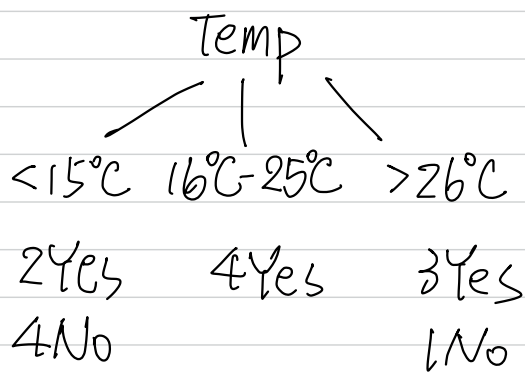 Temp
<15°C 16°C-25°C >26°C
2Yes 4Yes 3Yes
4No 1No